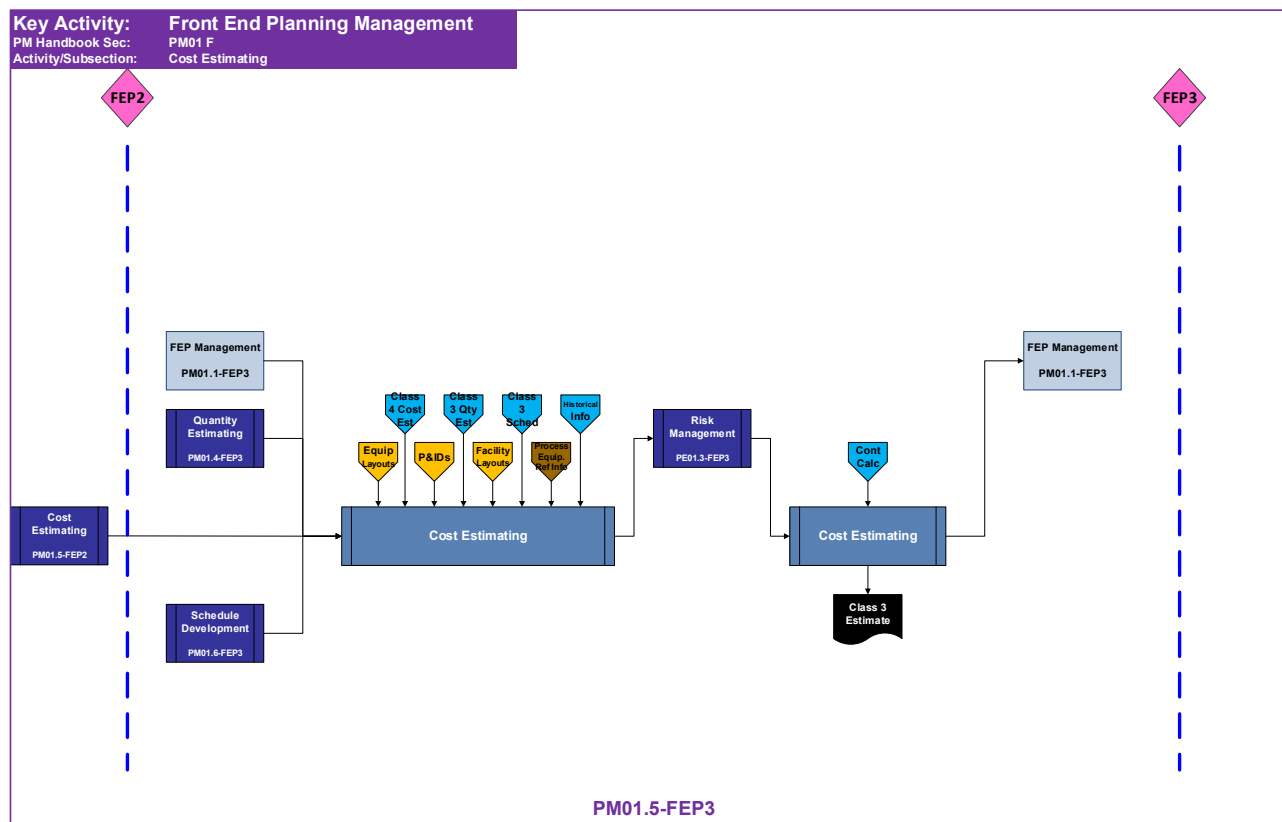 Key Activity: Front End Planning Management
PM Handbook Sec: PM01 F
Activity/Subsection: Cost Estimating
FEP2
FEP3
FEP Management
PM01.1-FEP3
FEP Management
PM01.1-FEP3
Quantity
Estimating
PM01.4-FEP3
Class
4 Cost
Est
Class
3 Qty
Est
Class
3
Sched
Historical
Info
Risk
Management
PE01.3-FEP3
Equip
Layouts
P&IDs
Facility
Layouts
Process
Equip.
Ref Info
Cont
Calc
Cost
Estimating
PM01.5-FEP2
Cost Estimating
Cost Estimating
Schedule
Development
PM01.6-FEP3
Class 3
Estimate
PM01.5-FEP3